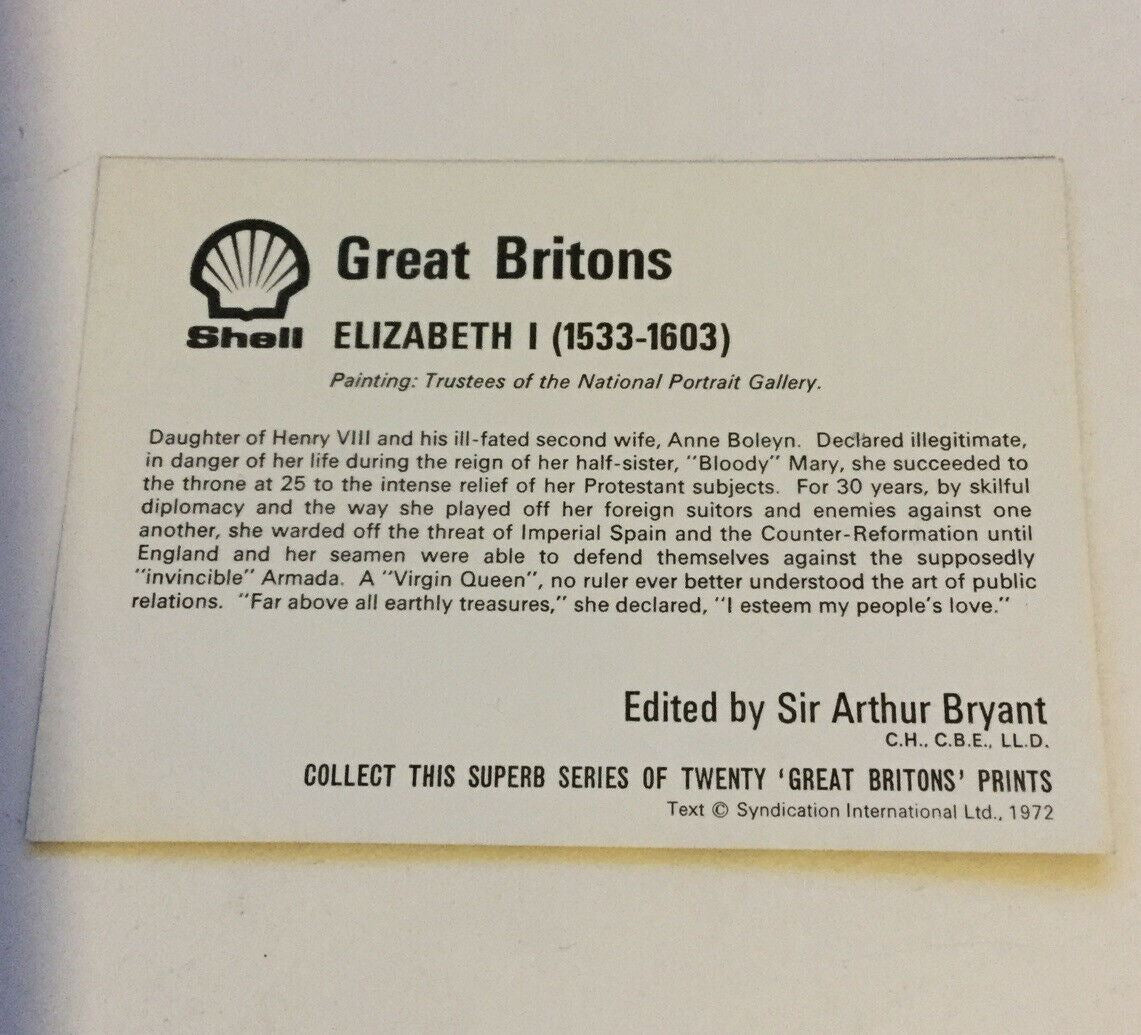 Great Britons
Shell
ELIZABETH I (1533-1603)
Painting: Trustees of the National Portrait Gallery.
Daughter of Henry VIII and his ill-fated second wife, Anne Boleyn. Declared illegitimate,
in danger of her life during the reign of her half-sister, "Bloody" Mary, she succeeded to
the throne at 25 to the intense relief of her Protestant subjects. For 30 years, by skilful
diplomacy and the way she played off her foreign suitors and enemies against one
another, she warded off the threat of Imperial Spain and the Counter-Reformation until
England and her seamen were able to defend themselves against the supposedly
"invincible" Armada. A "Virgin Queen", no ruler ever better understood the art of public
relations. "Far above all earthly treasures," she declared, "I esteem my people's love."
Edited by Sir Arthur Bryant
C.H., C.B.E., LL.D.
COLLECT THIS SUPERB SERIES OF TWENTY 'GREAT BRITONS' PRINTS
Text © Syndication International Ltd., 1972